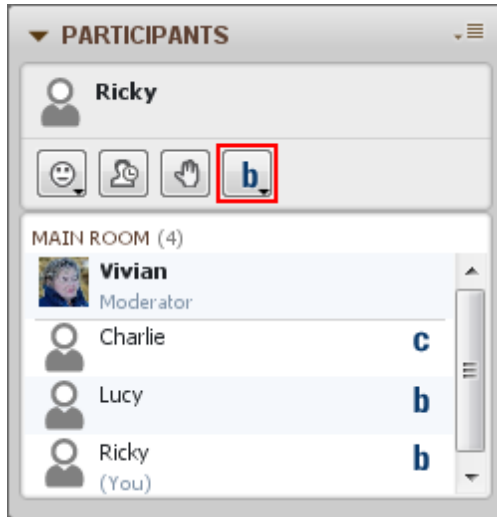 PARTICIPANTS
Ricky
b
MAIN ROOM (4)
Vivian
Moderator
Charlie c
Lucy b
Ricky b
(You)